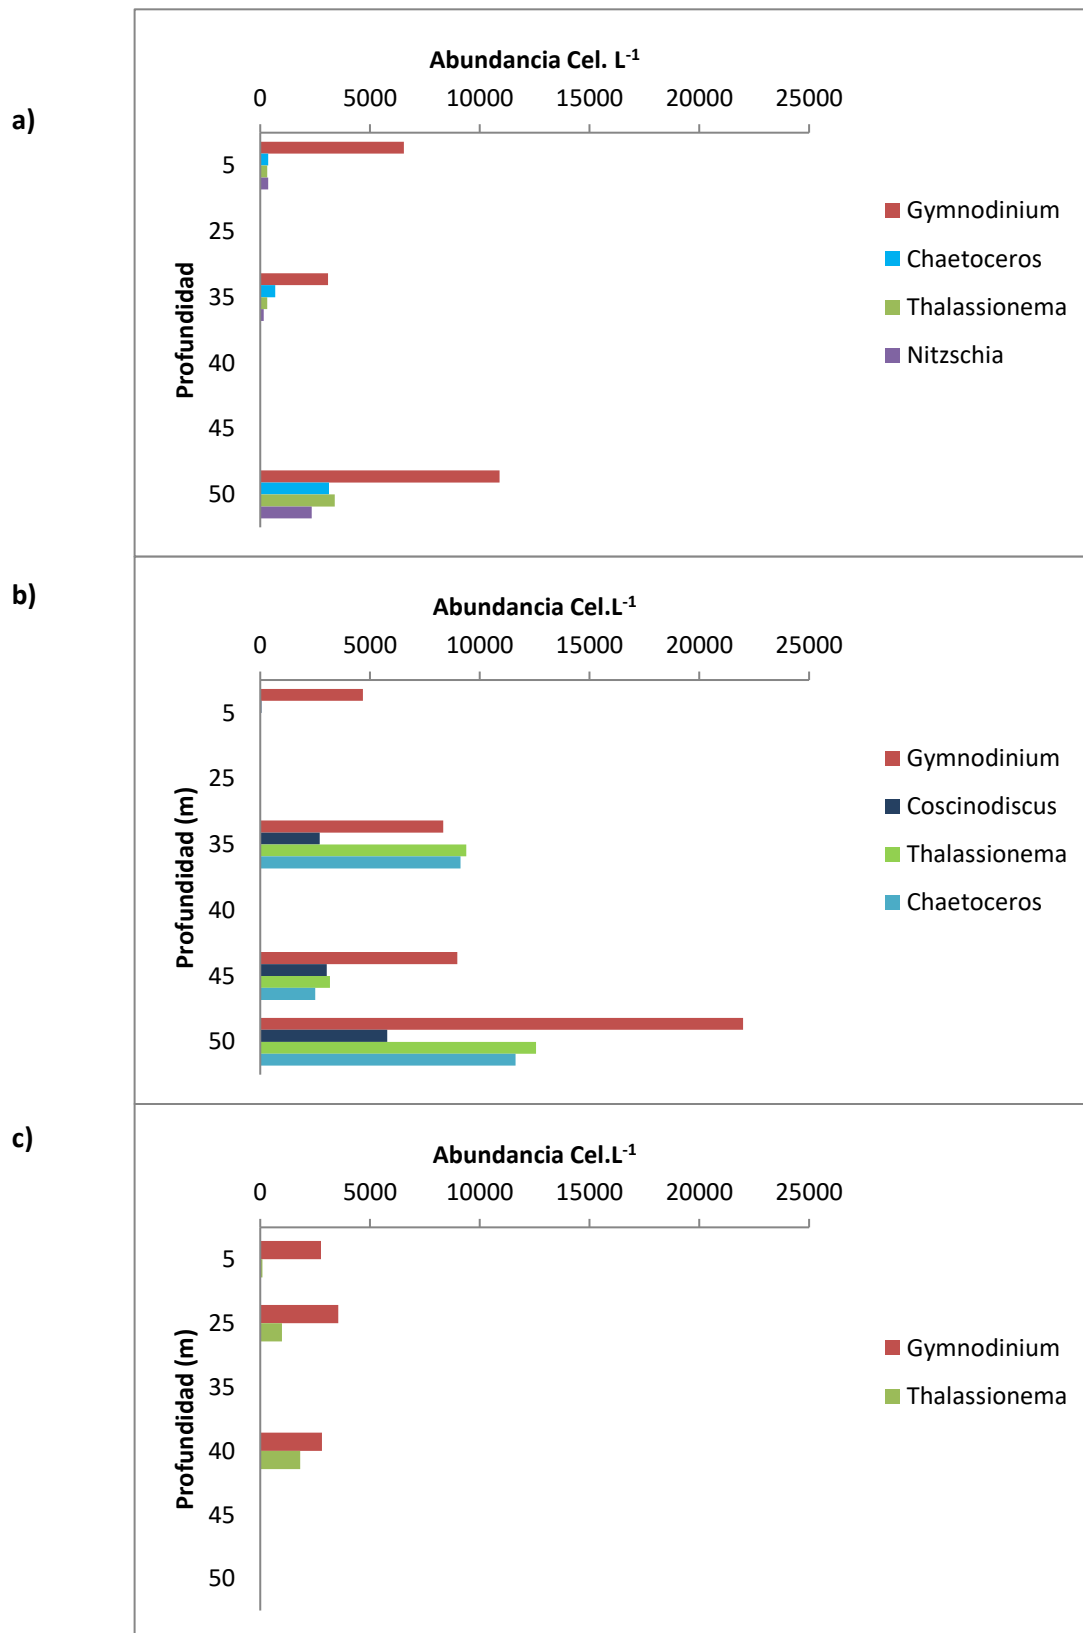 a)
Abundancia Cel. L⁻¹
0 5000 10000 15000 20000 25000
Profundidad
5
25
35
40
45
50
Gymnodinium
Chaetoceros
Thalassionema
Nitzschia
b)
Abundancia Cel.L⁻¹
0 5000 10000 15000 20000 25000
Profundidad (m)
5
25
35
40
45
50
Gymnodinium
Coscinodiscus
Thalassionema
Chaetoceros
c)
Abundancia Cel.L⁻¹
0 5000 10000 15000 20000 25000
Profundidad (m)
5
25
35
40
45
50
Gymnodinium
Thalassionema